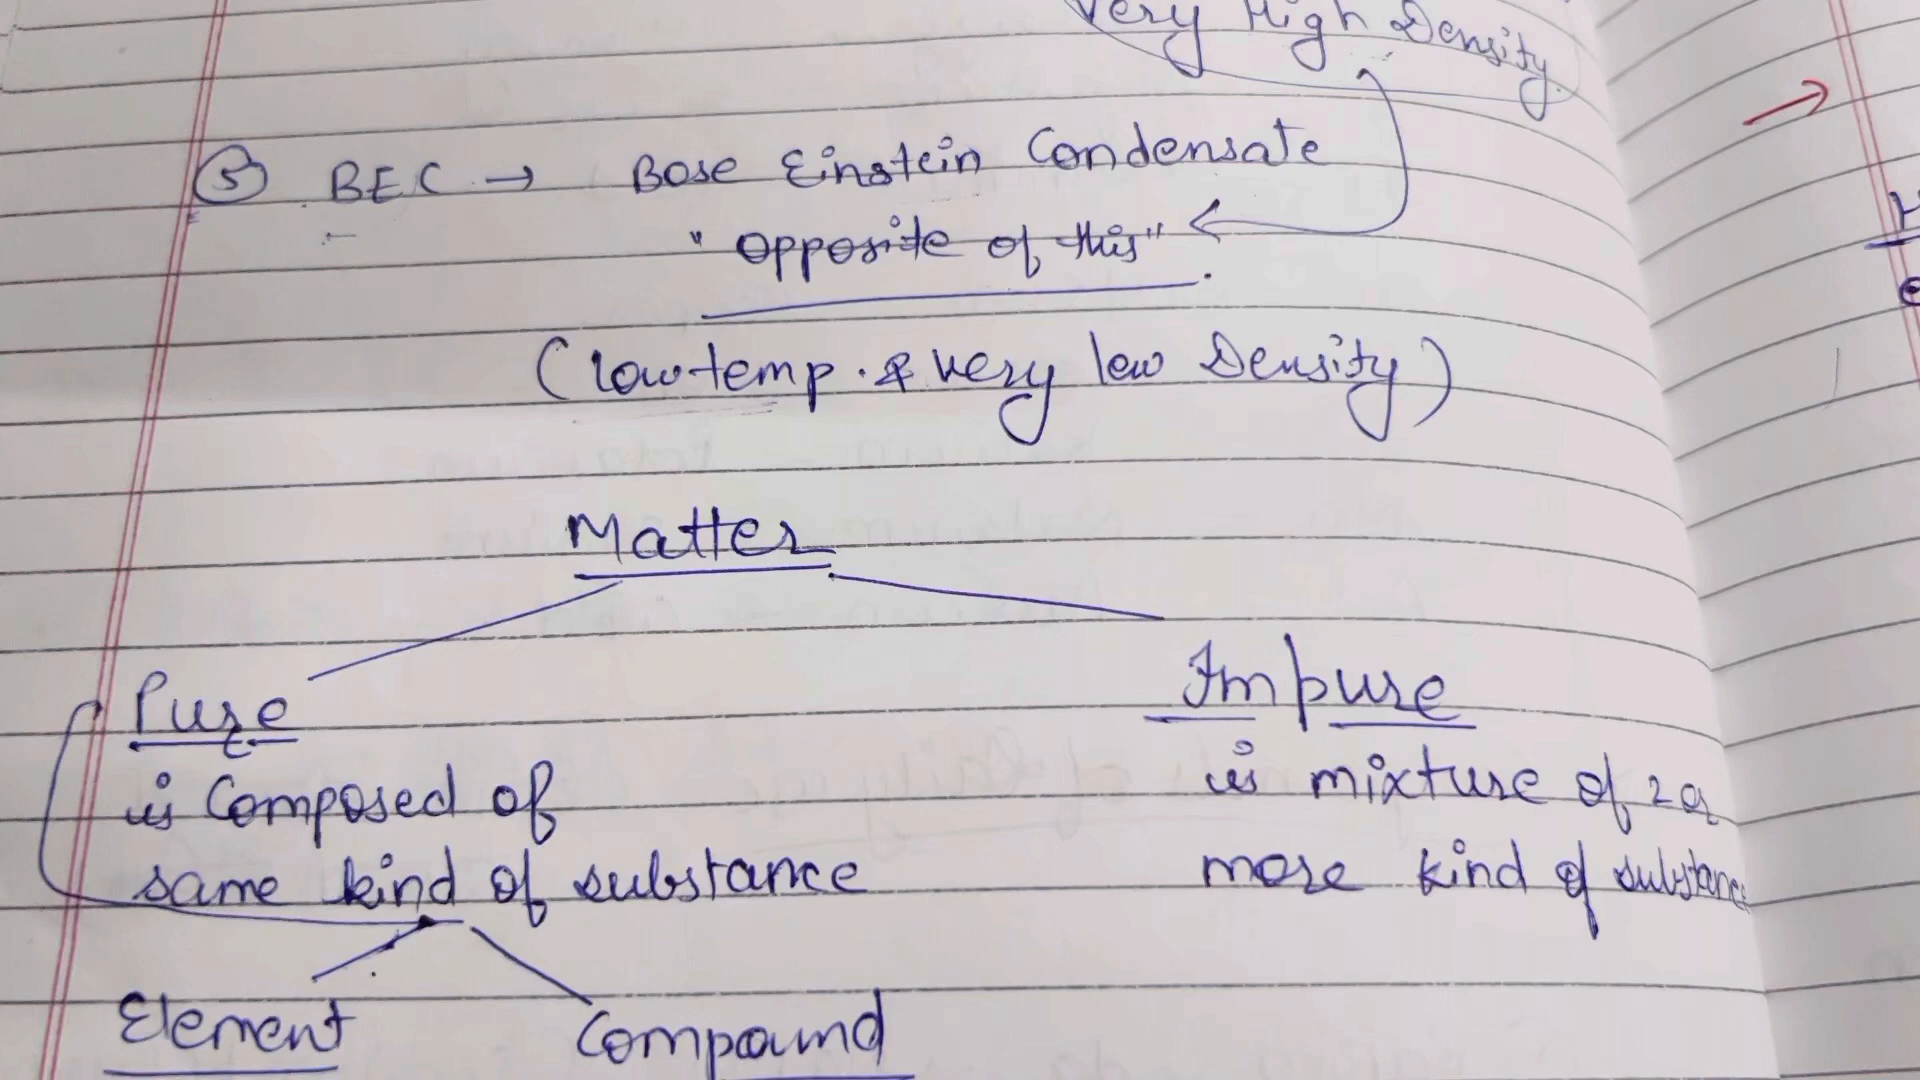 Very High Density
5 BEC → Bose Einstein Condensate
"Opposite of this" ←
(low temp. & very low Density)
Matter
Pure Impure
is Composed of is mixture of 2 or
same kind of substance more kind of substance
Element Compound